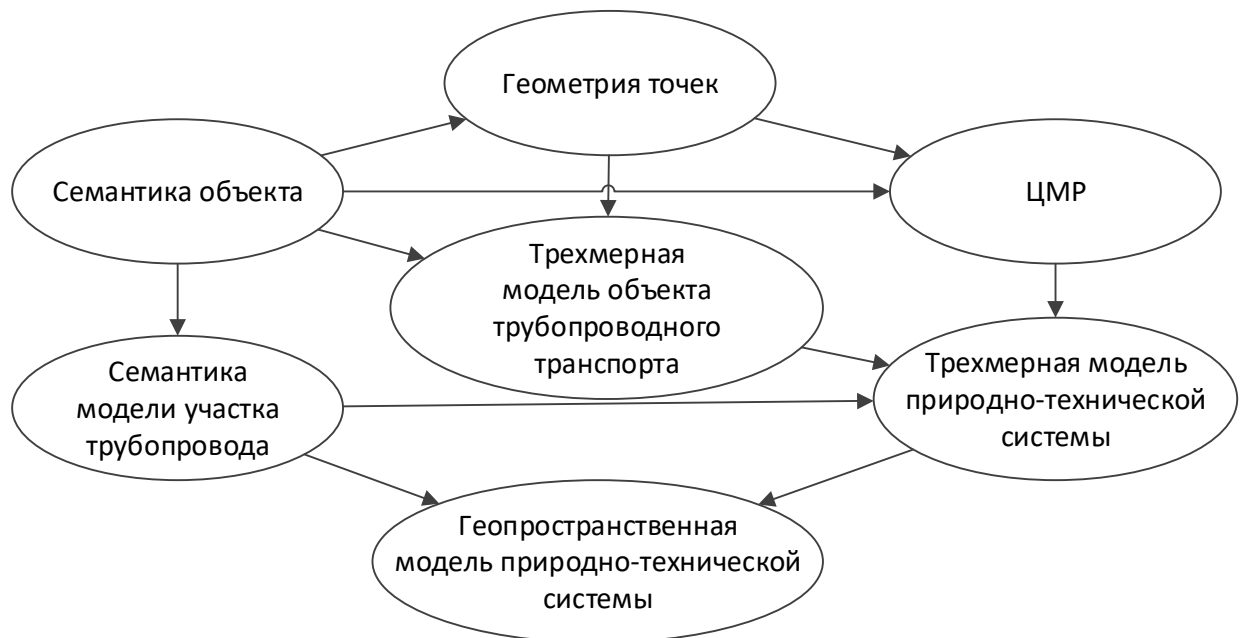 Геометрия точек
Семантика объекта
ЦМР
Трехмерная
модель объекта
трубопроводного
транспорта
Семантика
модели участка
трубопровода
Трехмерная модель
природно-технической
системы
Геопространственная
модель природно-технической
системы